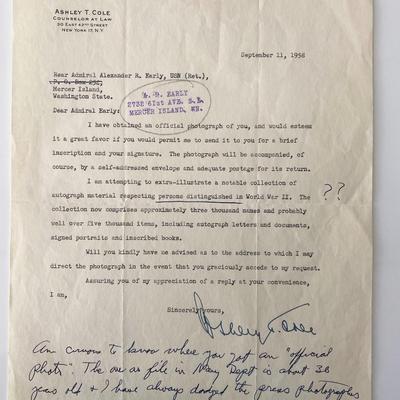 ASHLEY T. COLE
COUNSELOR AT LAW
30 EAST 42ND STREET
NEW YORK 17, N.Y.
September 11, 1958
Rear Admiral Alexander R. Early, USN (Ret.),
P. O. Box 292,
Mercer Island,
Washington State.
A. R. EARLY
2732 61st AVE. S.E.
MERCER ISLAND, WN.
Dear Admiral Early:
I have obtained an official photograph of you, and would esteem
it a great favor if you would permit me to send it to you for a brief
inscription and your signature. The photograph will be accompanied, of
course, by a self-addressed envelope and adequate postage for its return.
I am attempting to extra-illustrate a notable collection of
autograph material respecting persons distinguished in World War II. The ??
collection now comprises approximately three thousand names and probably
well over five thousand items, including autograph letters and documents,
signed portraits and inscribed books.
Will you kindly have me advised as to the address to which I may
direct the photograph in the event that you graciously accede to my request.
Assuring you of my appreciation of a reply at your convenience,
I am,
Sincerely yours,
Ashley T. Cole
Am curious to know where you got an "official
photo". The one on file in Navy Dept is about 38
years old & I have always dodged the press photographs